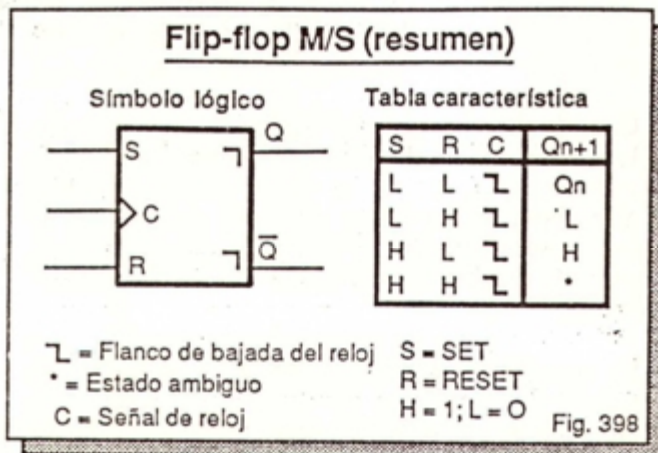 Flip-flop M/S (resumen)
Símbolo lógico
S
C
R
Q
Q̅
Tabla característica
S R C Qn+1
L L Qn
L H L
H L H
H H *
= Flanco de bajada del reloj
* = Estado ambiguo
C = Señal de reloj
S = SET
R = RESET
H = 1; L = O
Fig. 398